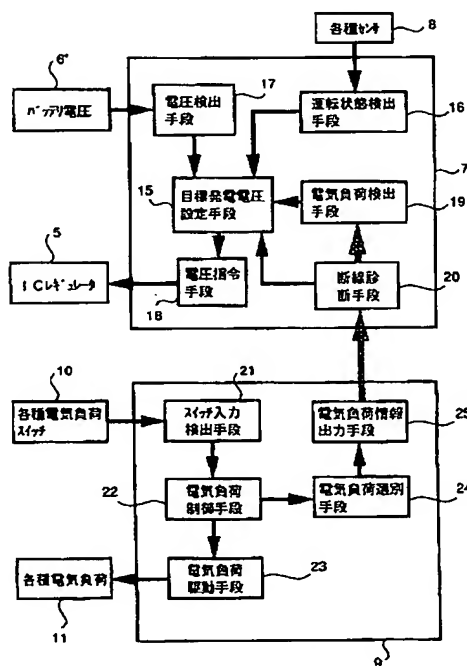 各種センサ
8
6'
バッテリ電圧
17
電圧検出
手段
運転状態検出
手段
16
7
15
目標発電電圧
設定手段
電気負荷検出
手段
19
5
ICレギュレータ
電圧指令
手段
18
断線診
断手段
20
10
各種電気負荷
スイッチ
21
スイッチ入力
検出手段
電気負荷情報
出力手段
25
22
電気負荷
制御手段
電気負荷選別
手段
24
各種電気負荷
11
電気負荷
駆動手段
23
9